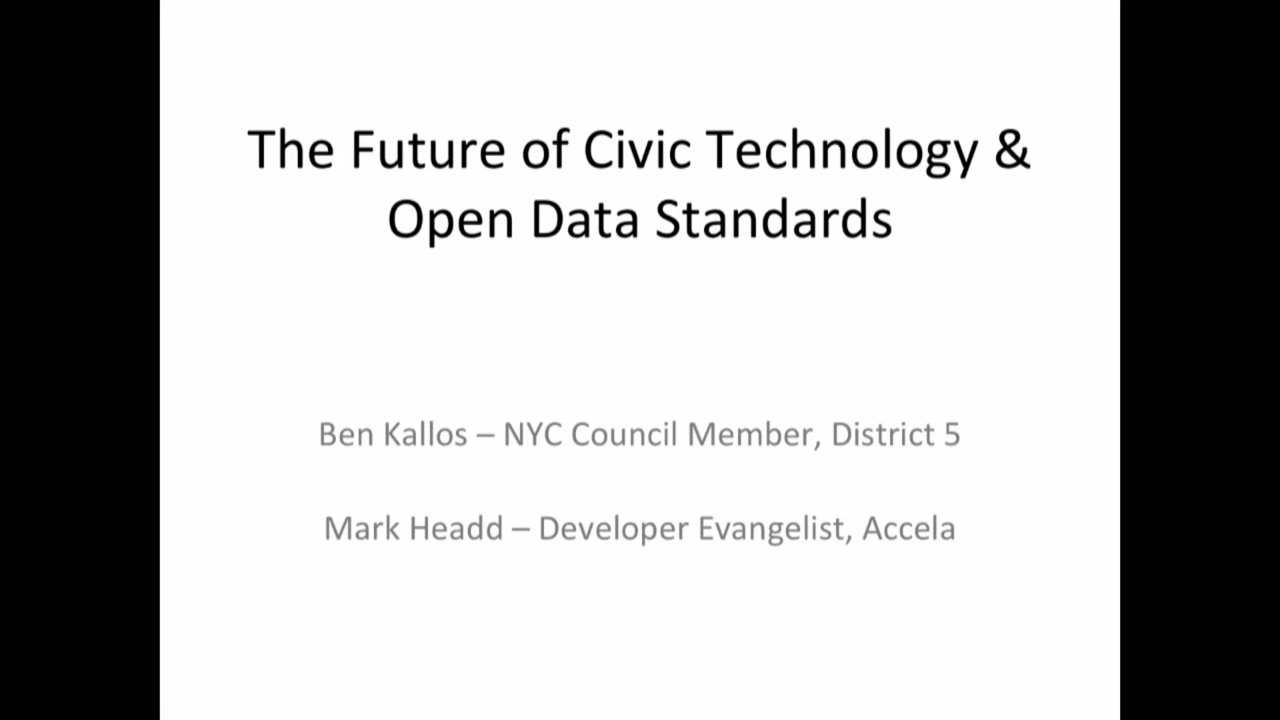 The Future of Civic Technology &
Open Data Standards
Ben Kallos – NYC Council Member, District 5
Mark Headd – Developer Evangelist, Accela